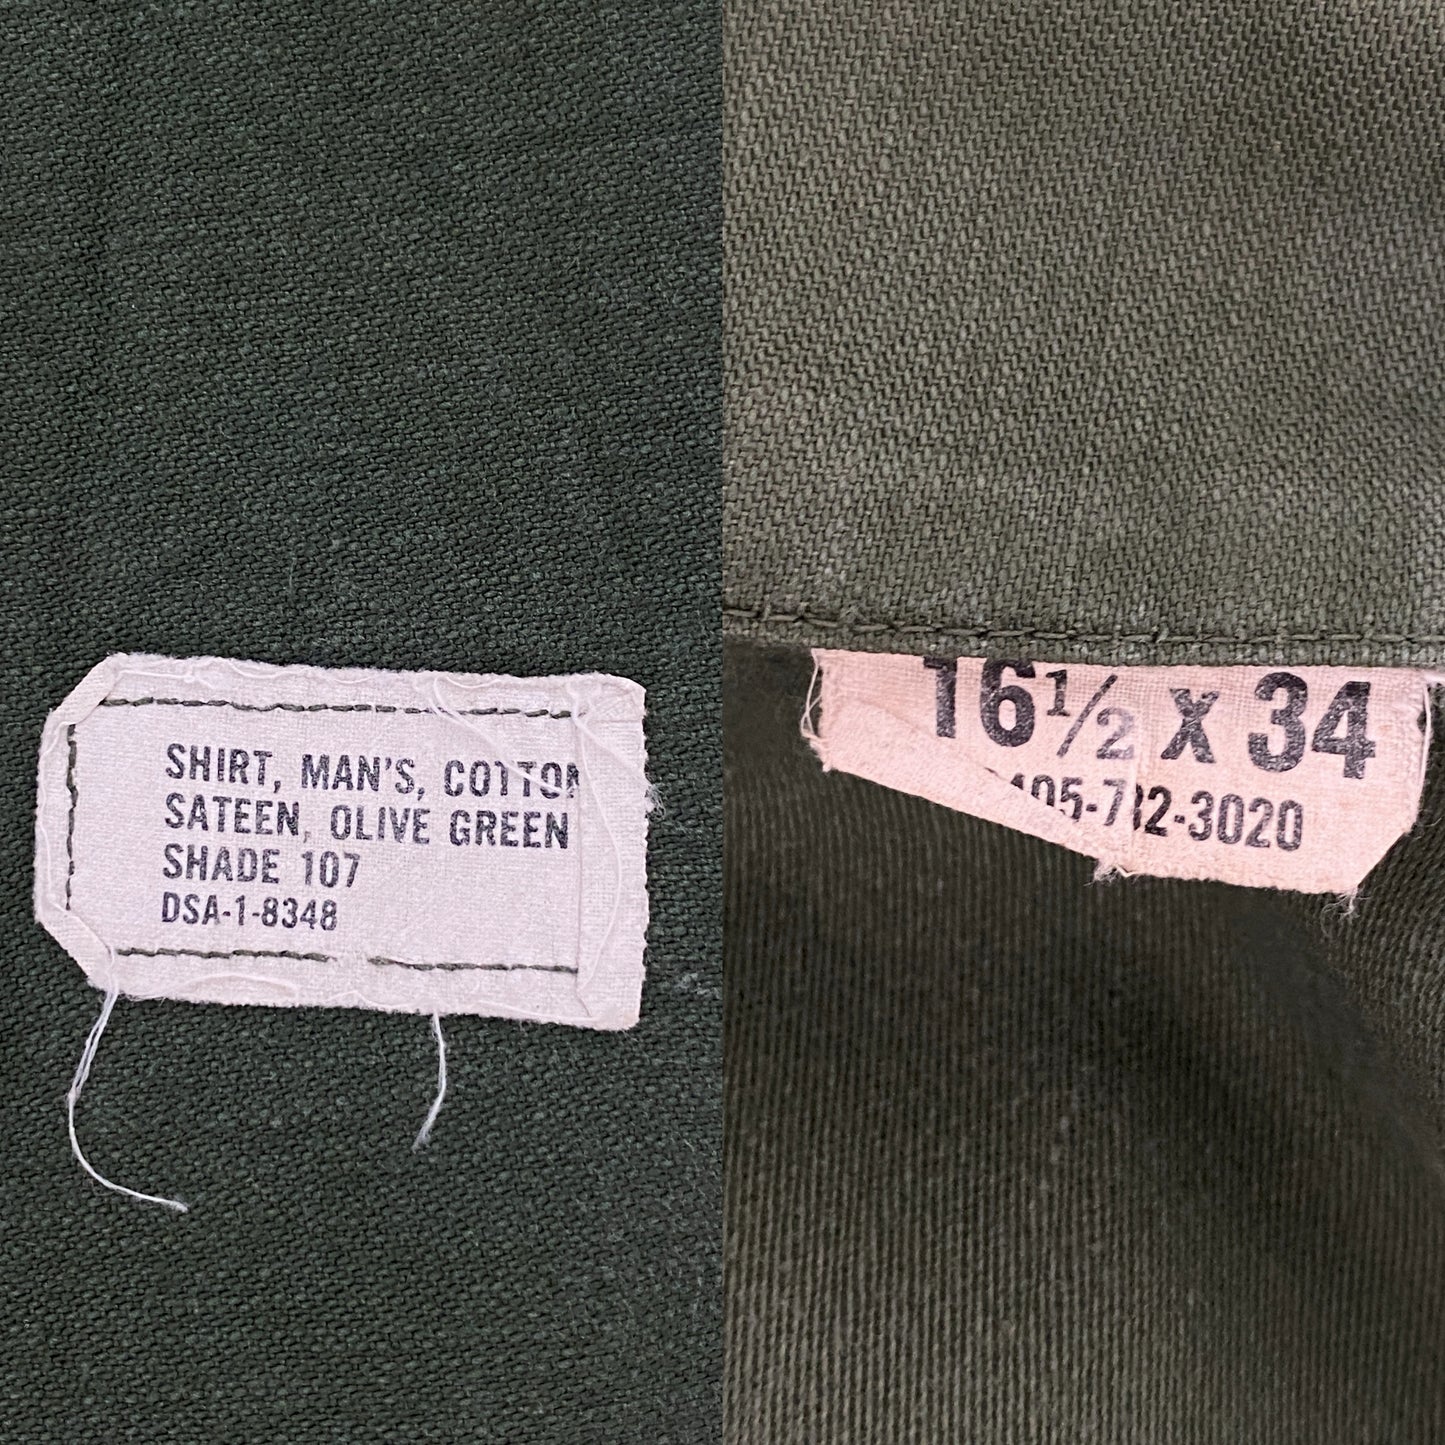 SHIRT, MAN'S, COTTON
SATEEN, OLIVE GREEN
SHADE 107
DSA-1-8348
16½ x 34
405-782-3020